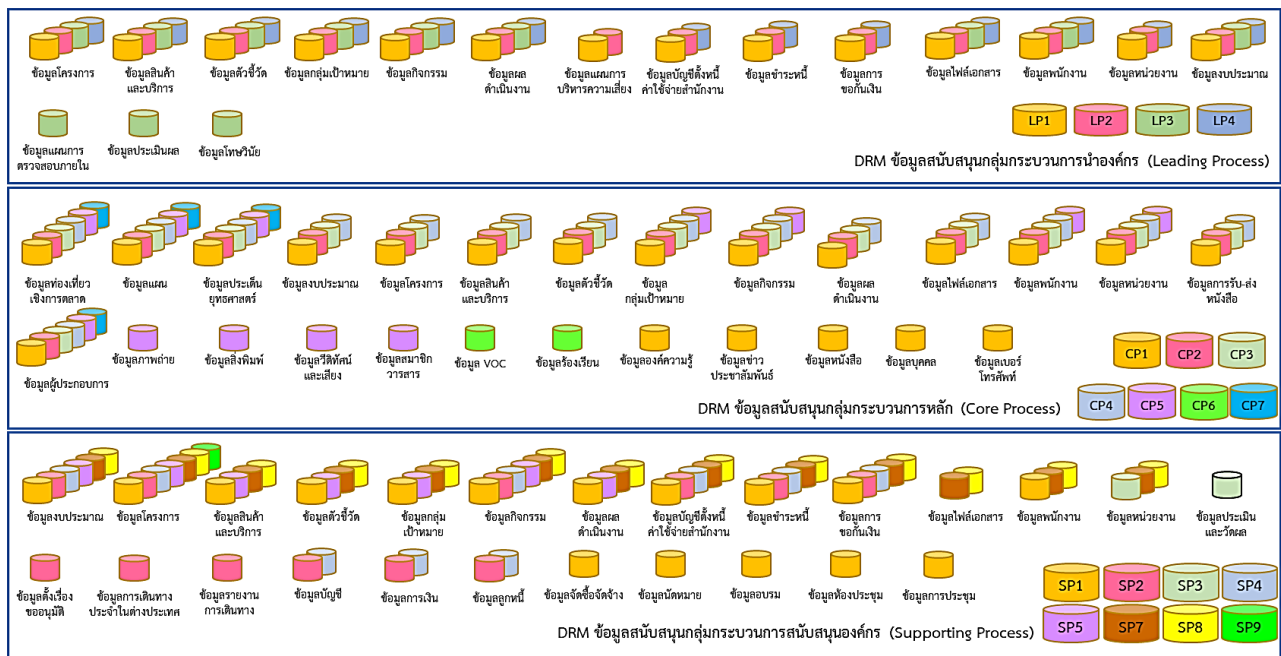 ข้อมูลโครงการ
ข้อมูลสินค้า
และบริการ
ข้อมูลตัวชี้วัด
ข้อมูลกลุ่มเป้าหมาย
ข้อมูลกิจกรรม
ข้อมูลผล
ดำเนินงาน
ข้อมูลแผนการ
บริหารความเสี่ยง
ข้อมูลบัญชีตั้งหนี้
ค่าใช้จ่ายสำนักงาน
ข้อมูลชำระหนี้
ข้อมูลการ
ขอกันเงิน
ข้อมูลไฟล์เอกสาร
ข้อมูลพนักงาน
ข้อมูลหน่วยงาน
ข้อมูลงบประมาณ
ข้อมูลแผนการ
ตรวจสอบภายใน
ข้อมูลประเมินผล
ข้อมูลโทษวินัย
LP1
LP2
LP3
LP4
DRM ข้อมูลสนับสนุนกลุ่มกระบวนการนำองค์กร (Leading Process)
ข้อมูลท่องเที่ยว
เชิงการตลาด
ข้อมูลแผน
ข้อมูลประเด็น
ยุทธศาสตร์
ข้อมูลงบประมาณ
ข้อมูลโครงการ
ข้อมูลสินค้า
และบริการ
ข้อมูลตัวชี้วัด
ข้อมูล
กลุ่มเป้าหมาย
ข้อมูลกิจกรรม
ข้อมูลผล
ดำเนินงาน
ข้อมูลไฟล์เอกสาร
ข้อมูลพนักงาน
ข้อมูลหน่วยงาน
ข้อมูลการรับ-ส่ง
หนังสือ
ข้อมูลผู้ประกอบการ
ข้อมูลภาพถ่าย
ข้อมูลสิ่งพิมพ์
ข้อมูลวีดิทัศน์
และเสียง
ข้อมูลสมาชิก
วารสาร
ข้อมูล VOC
ข้อมูลร้องเรียน
ข้อมูลองค์ความรู้
ข้อมูลข่าว
ประชาสัมพันธ์
ข้อมูลหนังสือ
ข้อมูลบุคคล
ข้อมูลเบอร์
โทรศัพท์
CP1
CP2
CP3
CP4
CP5
CP6
CP7
DRM ข้อมูลสนับสนุนกลุ่มกระบวนการหลัก (Core Process)
ข้อมูลงบประมาณ
ข้อมูลโครงการ
ข้อมูลสินค้า
และบริการ
ข้อมูลตัวชี้วัด
ข้อมูลกลุ่ม
เป้าหมาย
ข้อมูลกิจกรรม
ข้อมูลผล
ดำเนินงาน
ข้อมูลบัญชีตั้งหนี้
ค่าใช้จ่ายสำนักงาน
ข้อมูลชำระหนี้
ข้อมูลการ
ขอกันเงิน
ข้อมูลไฟล์เอกสาร
ข้อมูลพนักงาน
ข้อมูลหน่วยงาน
ข้อมูลประเมิน
และวัดผล
ข้อมูลตั้งเรื่อง
ขออนุมัติ
ข้อมูลการเดินทาง
ประจำในต่างประเทศ
ข้อมูลรายงาน
การเดินทาง
ข้อมูลบัญชี
ข้อมูลการเงิน
ข้อมูลลูกหนี้
ข้อมูลจัดซื้อจัดจ้าง
ข้อมูลนัดหมาย
ข้อมูลอบรม
ข้อมูลห้องประชุม
ข้อมูลการประชุม
SP1
SP2
SP3
SP4
SP5
SP7
SP8
SP9
DRM ข้อมูลสนับสนุนกลุ่มกระบวนการสนับสนุนองค์กร (Supporting Process)